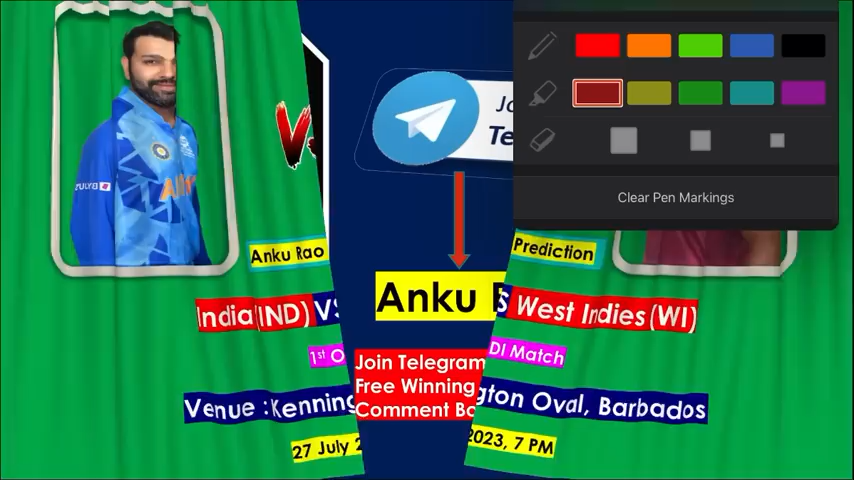 Jo
Te
Clear Pen Markings
Anku Rao
Prediction
Anku
India(IND) VS
S West Indies(WI)
1st O
DI Match
Join Telegram
Free Winning
Comment Bo
Venue :Kenning
gton Oval, Barbados
27 July 2
2023, 7 PM